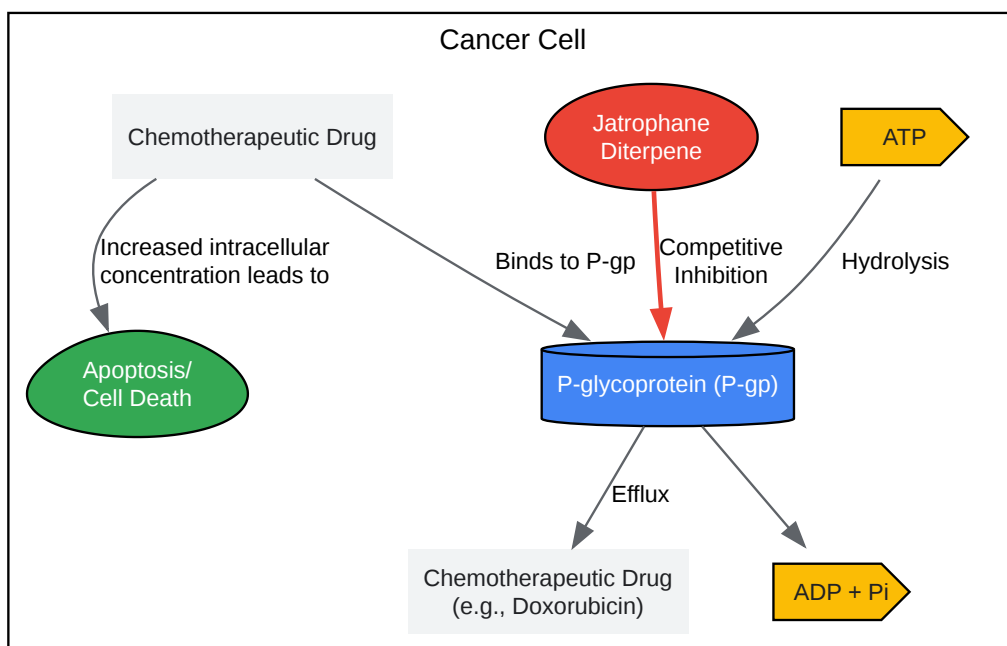 Cancer Cell
Chemotherapeutic Drug
Jatrophane
Diterpene
ATP
Increased intracellular
concentration leads to
Binds to P-gp
Competitive
Inhibition
Hydrolysis
Apoptosis/
Cell Death
P-glycoprotein (P-gp)
Efflux
Chemotherapeutic Drug
(e.g., Doxorubicin)
ADP + Pi